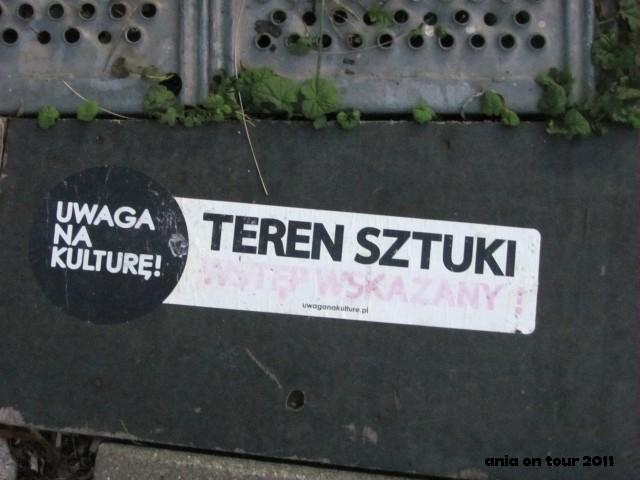 UWAGA
NA
KULTURĘ!
TEREN SZTUKI
WSTĘP WSKAZANY!
uwaganakulture.pl
ania on tour 2011